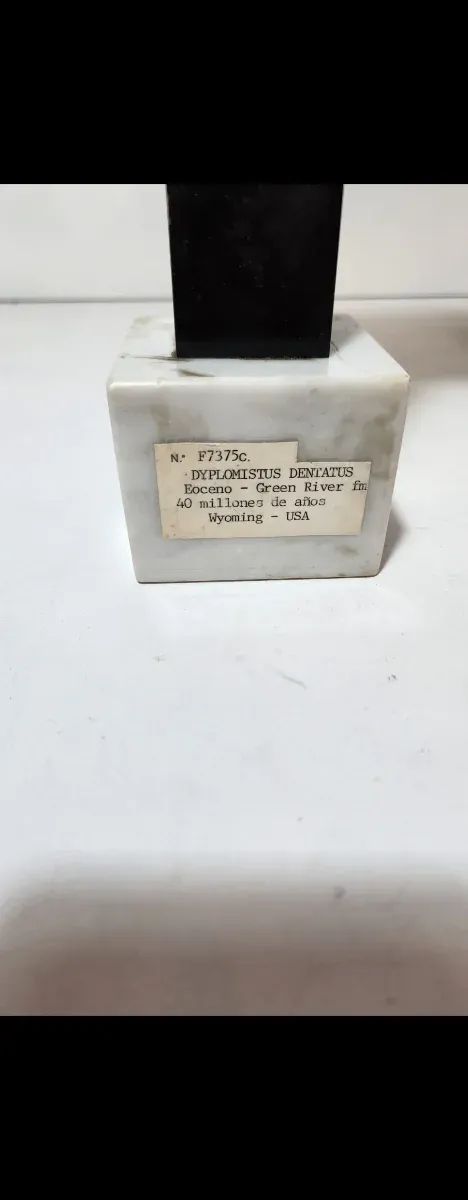 N.º F7375c.
DYPLOMISTUS DENTATUS
Eoceno - Green River fm
40 millones de años
Wyoming - USA